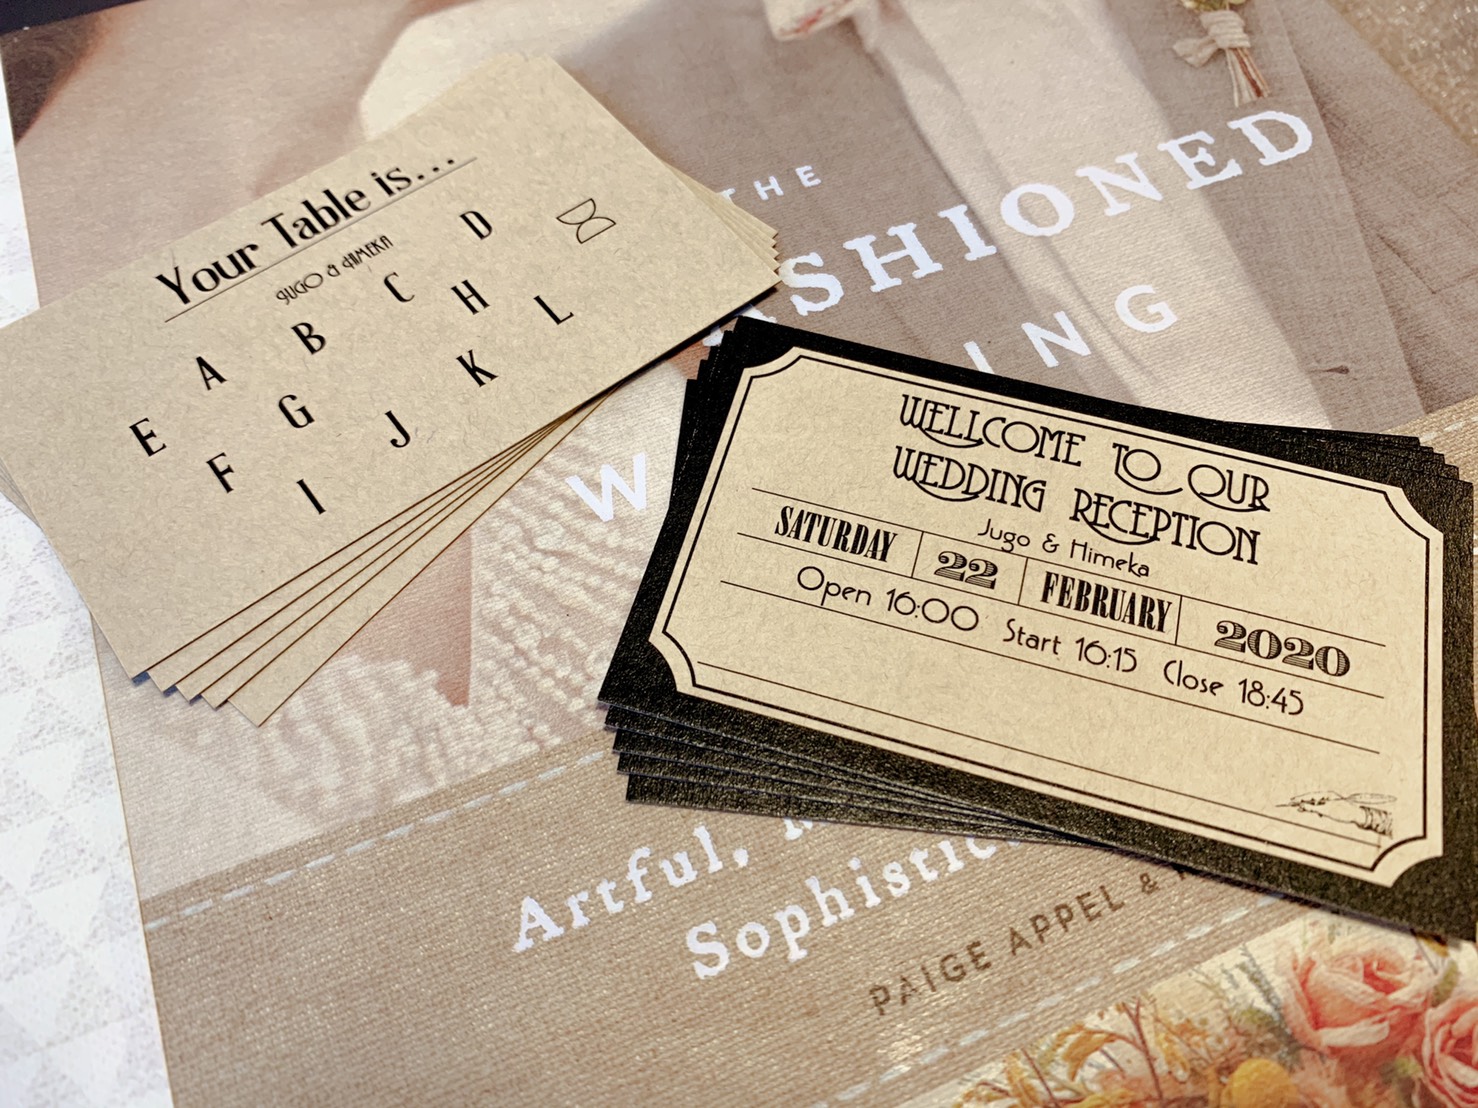 Your Table is...
JUGO & HIMEKA
A B C D
E F G H
I J K L
WELLCOME TO OUR
WEDDING RECEPTION
Jugo & Himeka
SATURDAY 22 FEBRUARY 2020
Open 16:00 Start 16:15 Close 18:45
THE
SHIONED
ING
W
Artful,
PAIGE APPEL &